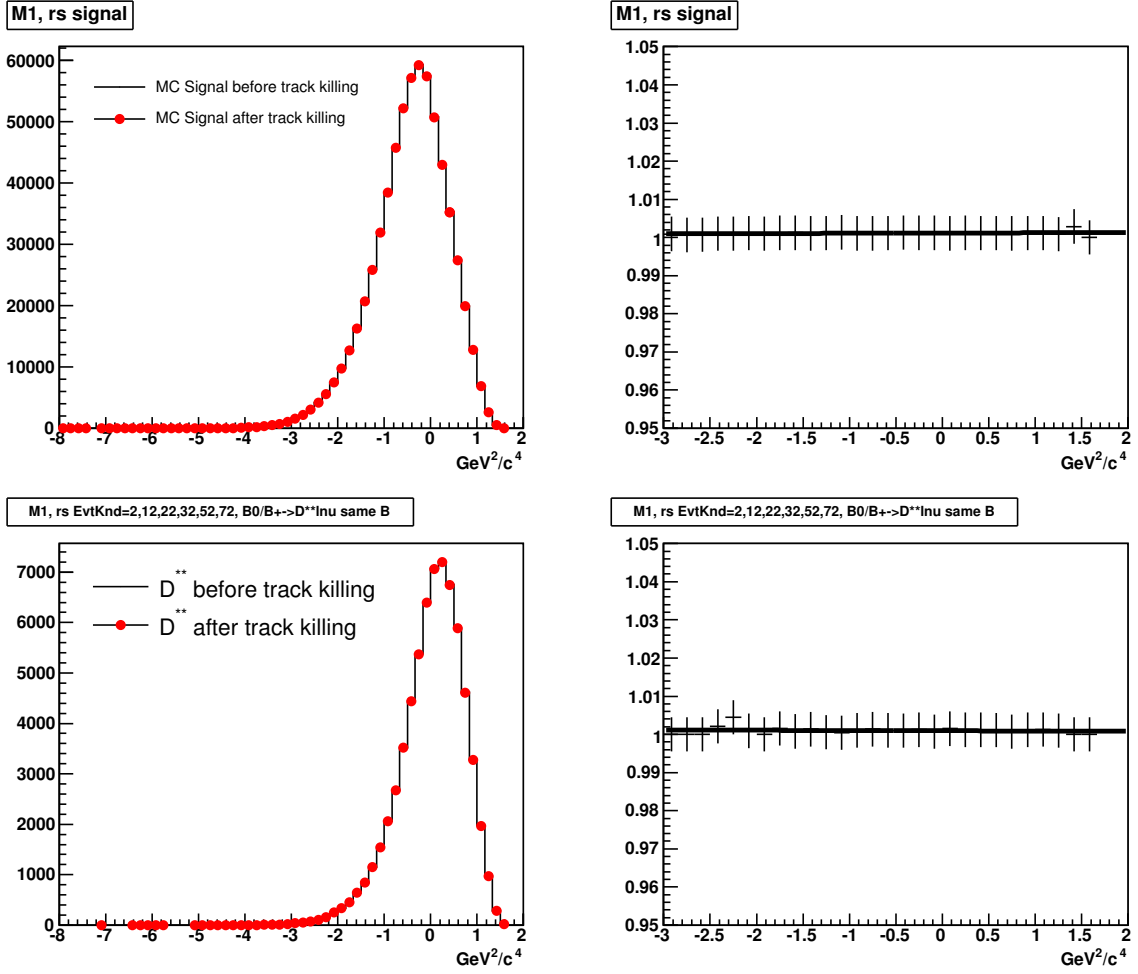 M1, rs signal
60000
50000
40000
30000
20000
10000
0
MC Signal before track killing
MC Signal after track killing
-8 -7 -6 -5 -4 -3 -2 -1 0 1 2
GeV²/c⁴
M1, rs signal
1.05
1.04
1.03
1.02
1.01
1
0.99
0.98
0.97
0.96
0.95
-3 -2.5 -2 -1.5 -1 -0.5 0 0.5 1 1.5 2
GeV²/c⁴
M1, rs EvtKnd=2,12,22,32,52,72, B0/B+->D**lnu same B
7000
6000
5000
4000
3000
2000
1000
0
D** before track killing
D** after track killing
-8 -7 -6 -5 -4 -3 -2 -1 0 1 2
GeV²/c⁴
M1, rs EvtKnd=2,12,22,32,52,72, B0/B+->D**lnu same B
1.05
1.04
1.03
1.02
1.01
1
0.99
0.98
0.97
0.96
0.95
-3 -2.5 -2 -1.5 -1 -0.5 0 0.5 1 1.5 2
GeV²/c⁴